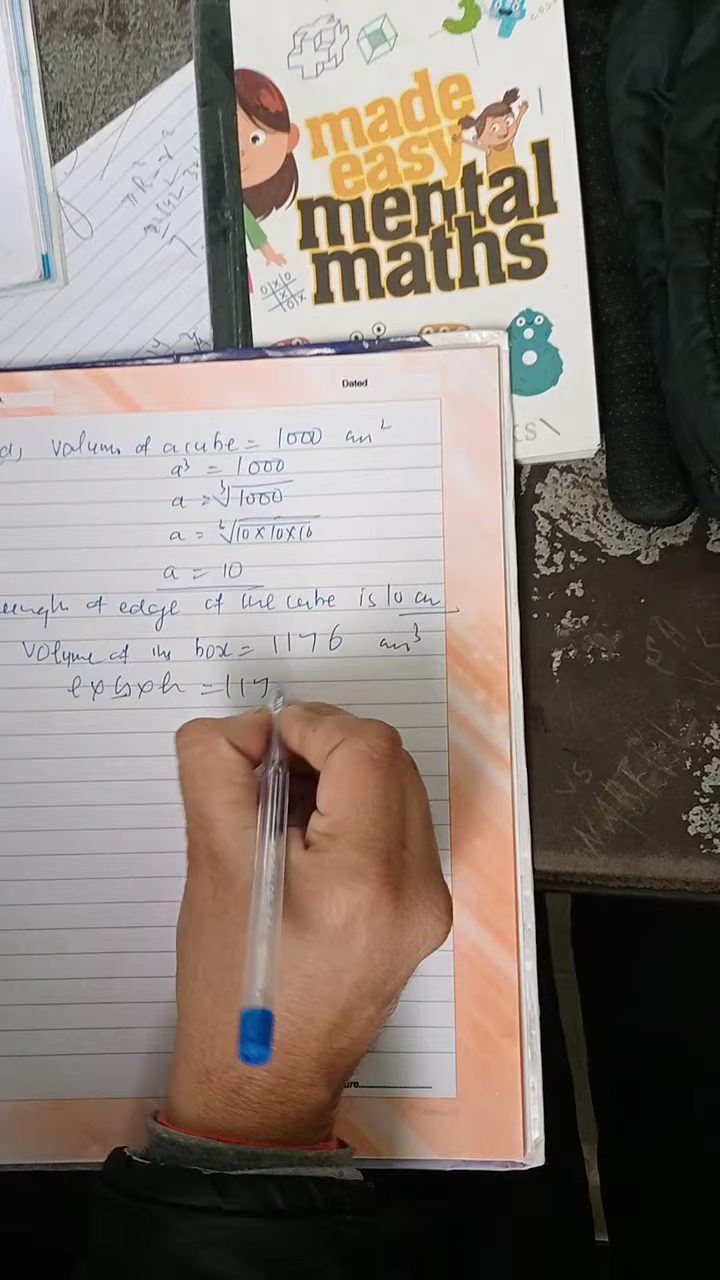 made
easy
mental
maths
Dated
Volume of a cube = 1000 cm²
a³ = 1000
a = ∛1000
a = ∛10×10×10
a = 10
length of edge of the cube is 10 cm
Volume of the box = 1176 cm³
l×b×h = 117